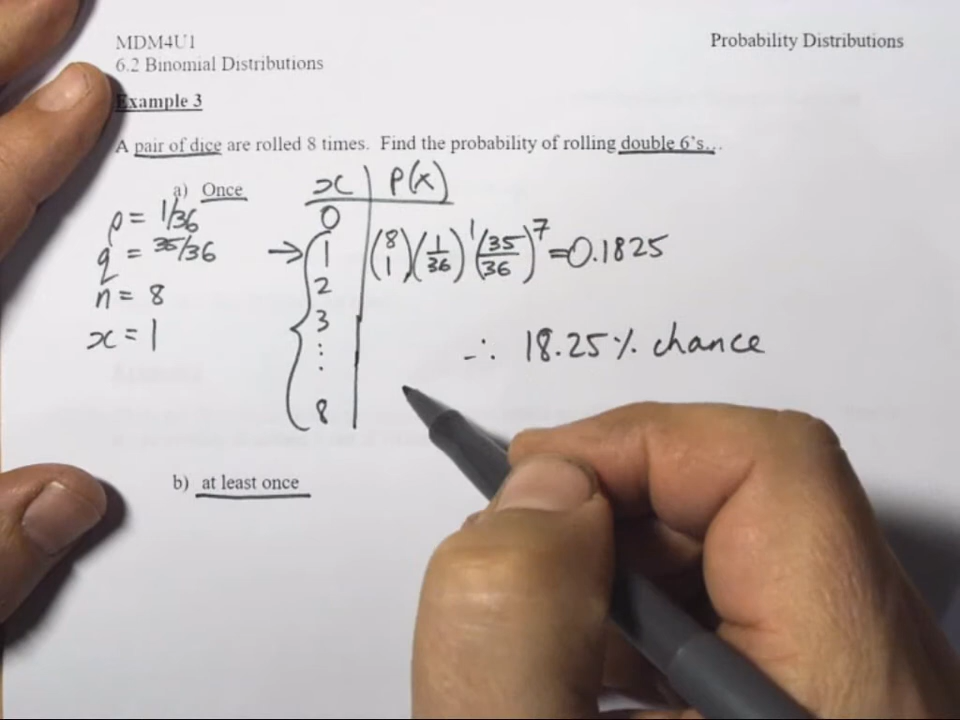 MDM4U1 Probability Distributions
6.2 Binomial Distributions
Example 3
A pair of dice are rolled 8 times. Find the probability of rolling double 6's...
a) Once
x | P(x)
p = 1/36
0
q = 35/36
→ 1 (8 1)(1/36)^1 (35/36)^7 = 0.1825
n = 8
2
x = 1
3
∴ 18.25% chance
⋮
8
b) at least once